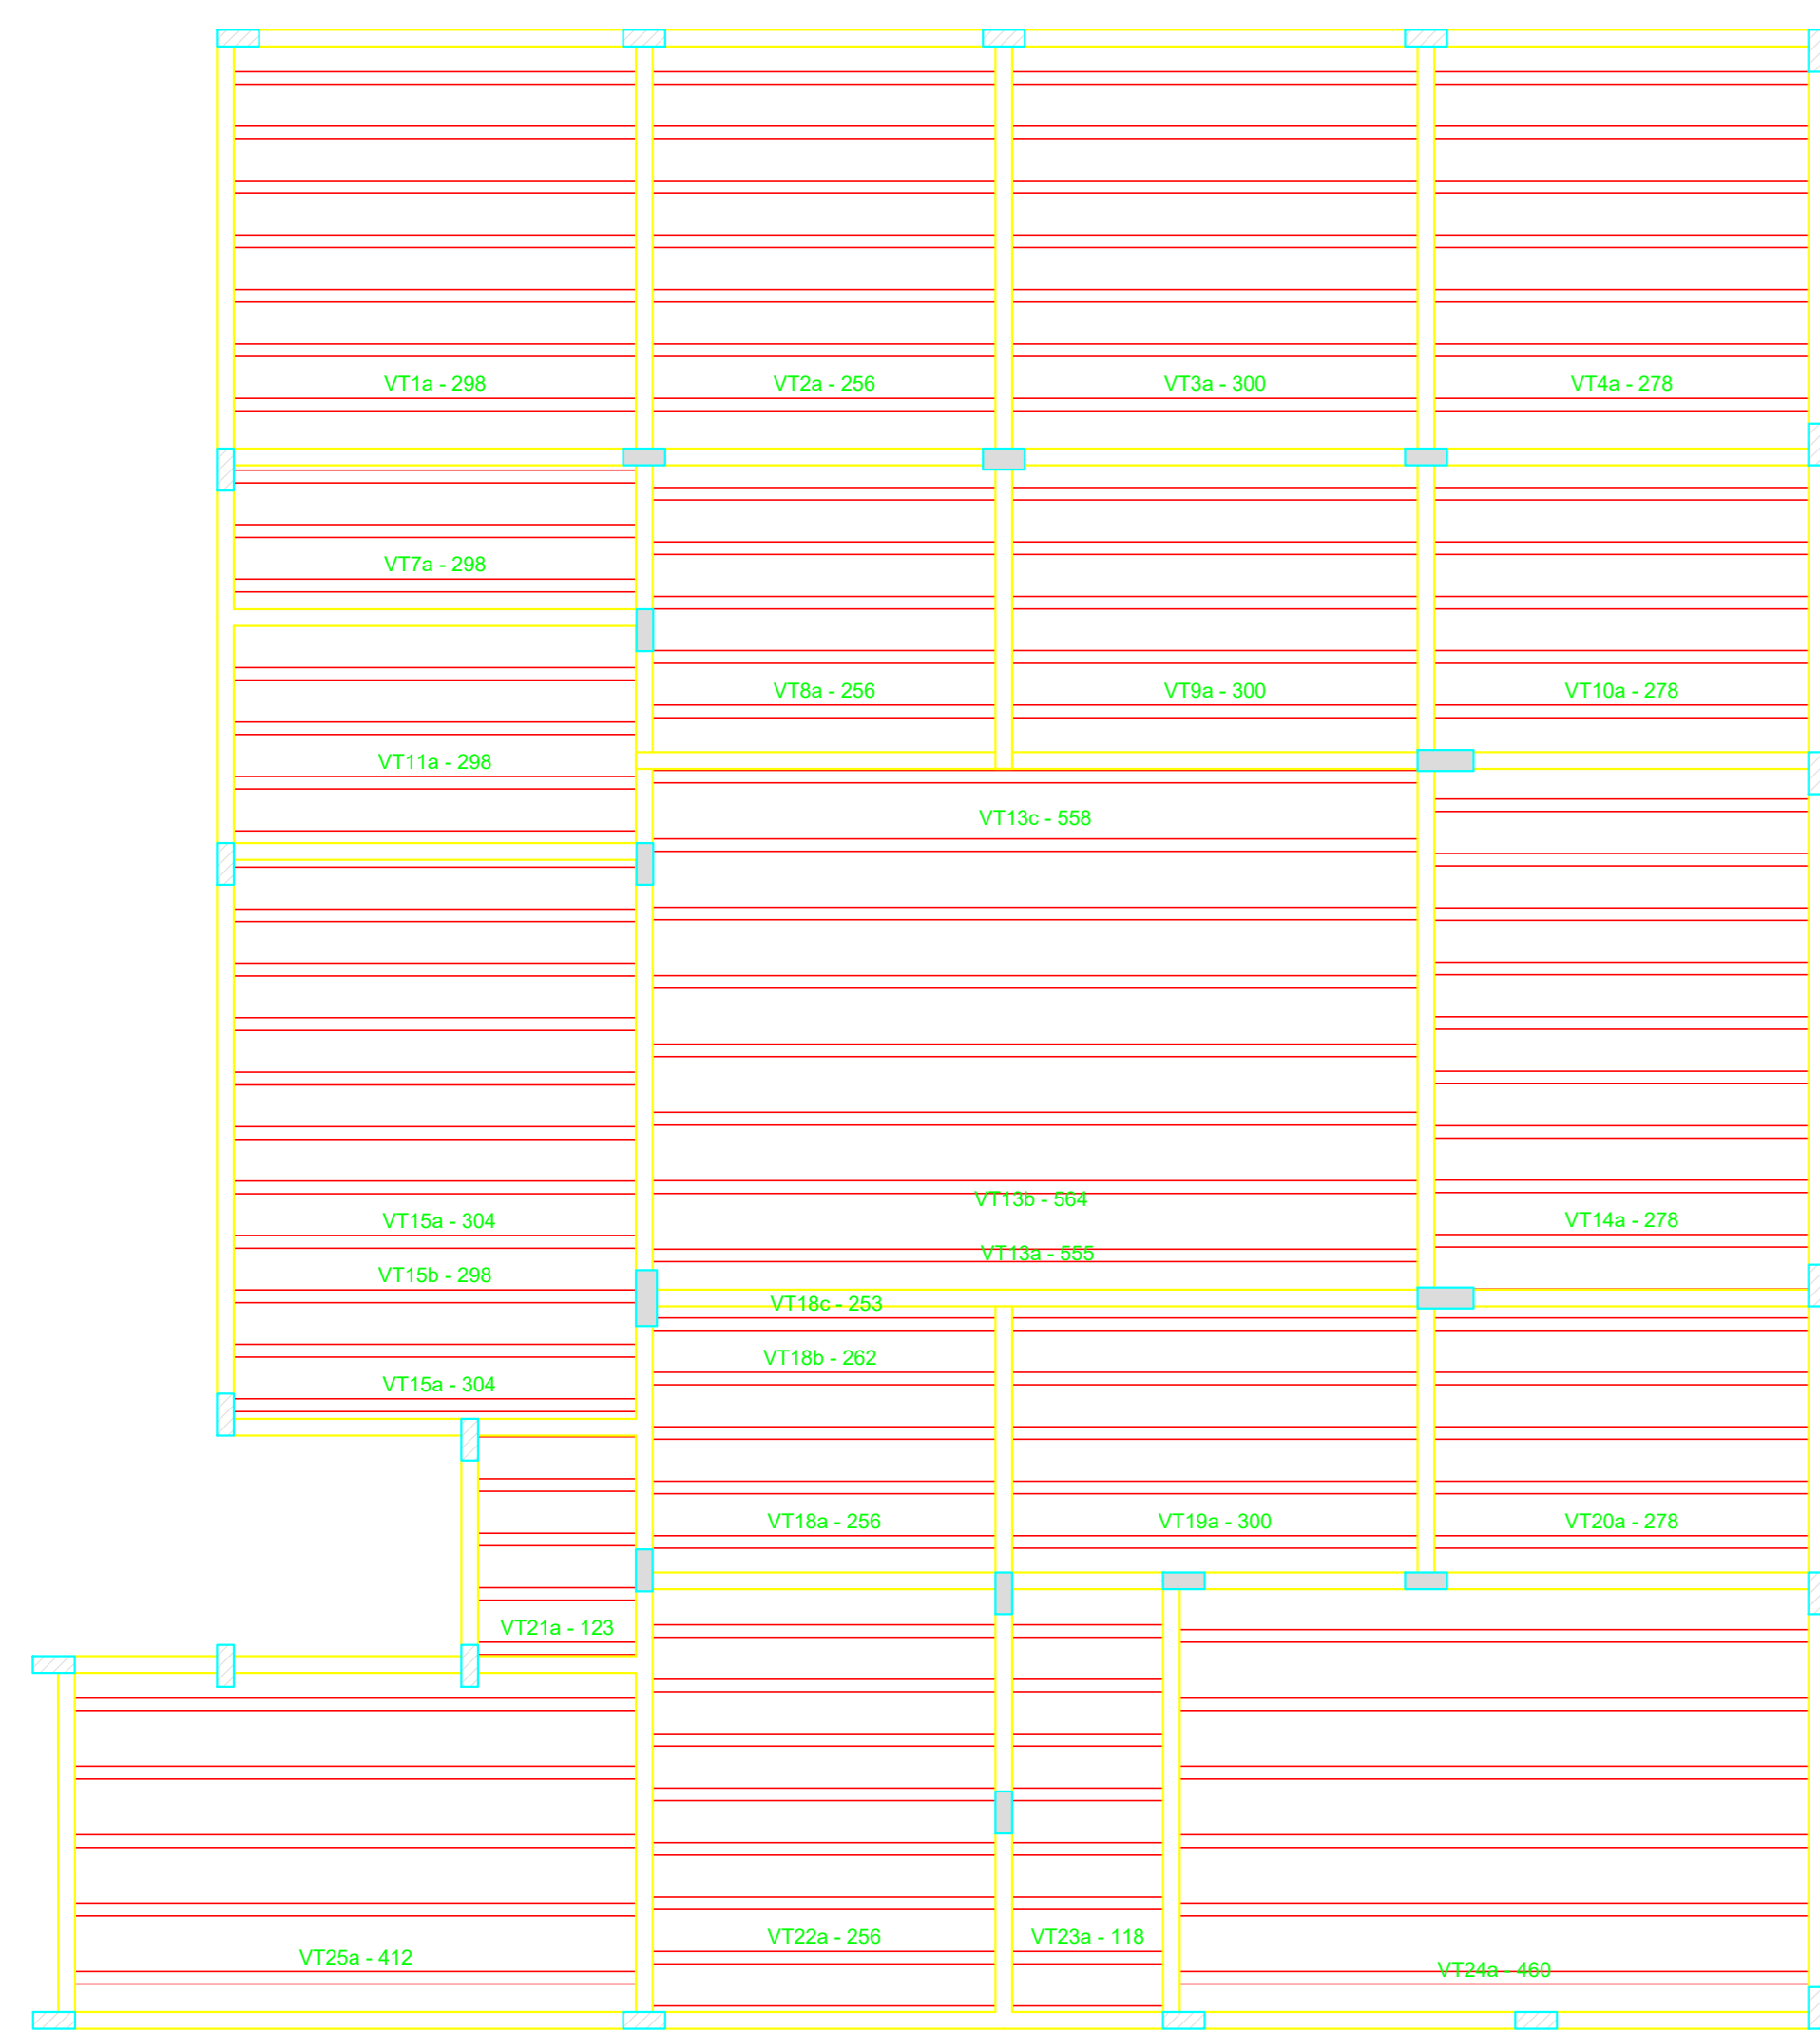 VT1a - 298
VT2a - 256
VT3a - 300
VT4a - 278
VT7a - 298
VT8a - 256
VT9a - 300
VT10a - 278
VT11a - 298
VT13c - 558
VT13b - 564
VT15a - 304
VT14a - 278
VT13a - 555
VT15b - 298
VT18c - 253
VT18b - 262
VT15a - 304
VT18a - 256
VT19a - 300
VT20a - 278
VT21a - 123
VT22a - 256
VT23a - 118
VT25a - 412
VT24a - 460